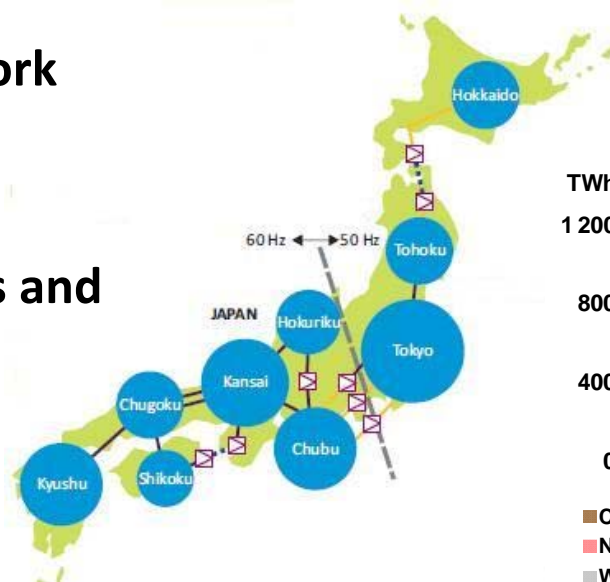 ork
s and
Hokkaido
TWh
1 200
800
400
0
60 Hz
50 Hz
Tohoku
JAPAN
Hokuriku
Tokyo
Kansai
Chugoku
Chubu
Shikoku
Kyushu
N
W